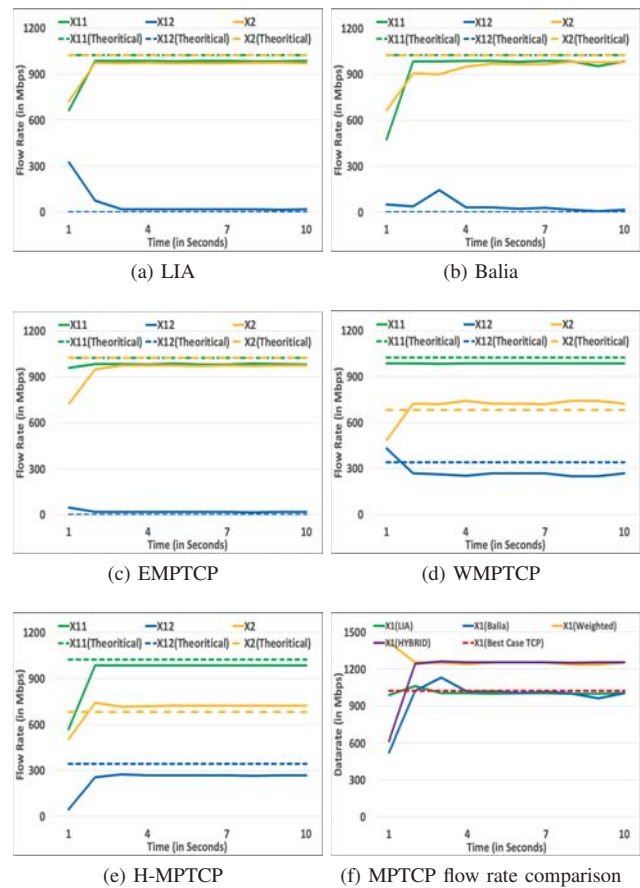 X11 X12 X2
X11(Theoritical) X12(Theoritical) X2(Theoritical)
1200
900
600
300
0
Flow Rate (in Mbps)
1 4 7 10
Time (in Seconds)
(a) LIA
X11 X12 X2
X11(Theoritical) X12(Theoritical) X2(Theoritical)
1200
900
600
300
0
Flow Rate (in Mbps)
1 4 7 10
Time (in Seconds)
(b) Balia
X11 X12 X2
X11(Theoritical) X12(Theoritical) X2(Theoritical)
1200
900
600
300
0
Flow Rate (in Mbps)
1 4 7 10
Time (in Seconds)
(c) EMPTCP
X11 X12 X2
X11(Theoritical) X12(Theoritical) X2(Theoritical)
1200
900
600
300
0
Flow Rate (in Mbps)
1 4 7 10
Time (in Seconds)
(d) WMPTCP
X11 X12 X2
X11(Theoritical) X12(Theoritical) X2(Theoritical)
1200
900
600
300
0
Flow Rate (in Mbps)
1 4 7 10
Time (in Seconds)
(e) H-MPTCP
X1(LIA) X1(Balia) X1(Weighted)
X1(HYBRID) X1(Best Case TCP)
1500
1200
900
600
300
0
Datarate (in Mbps)
1 4 7 10
Time (in Seconds)
(f) MPTCP flow rate comparison